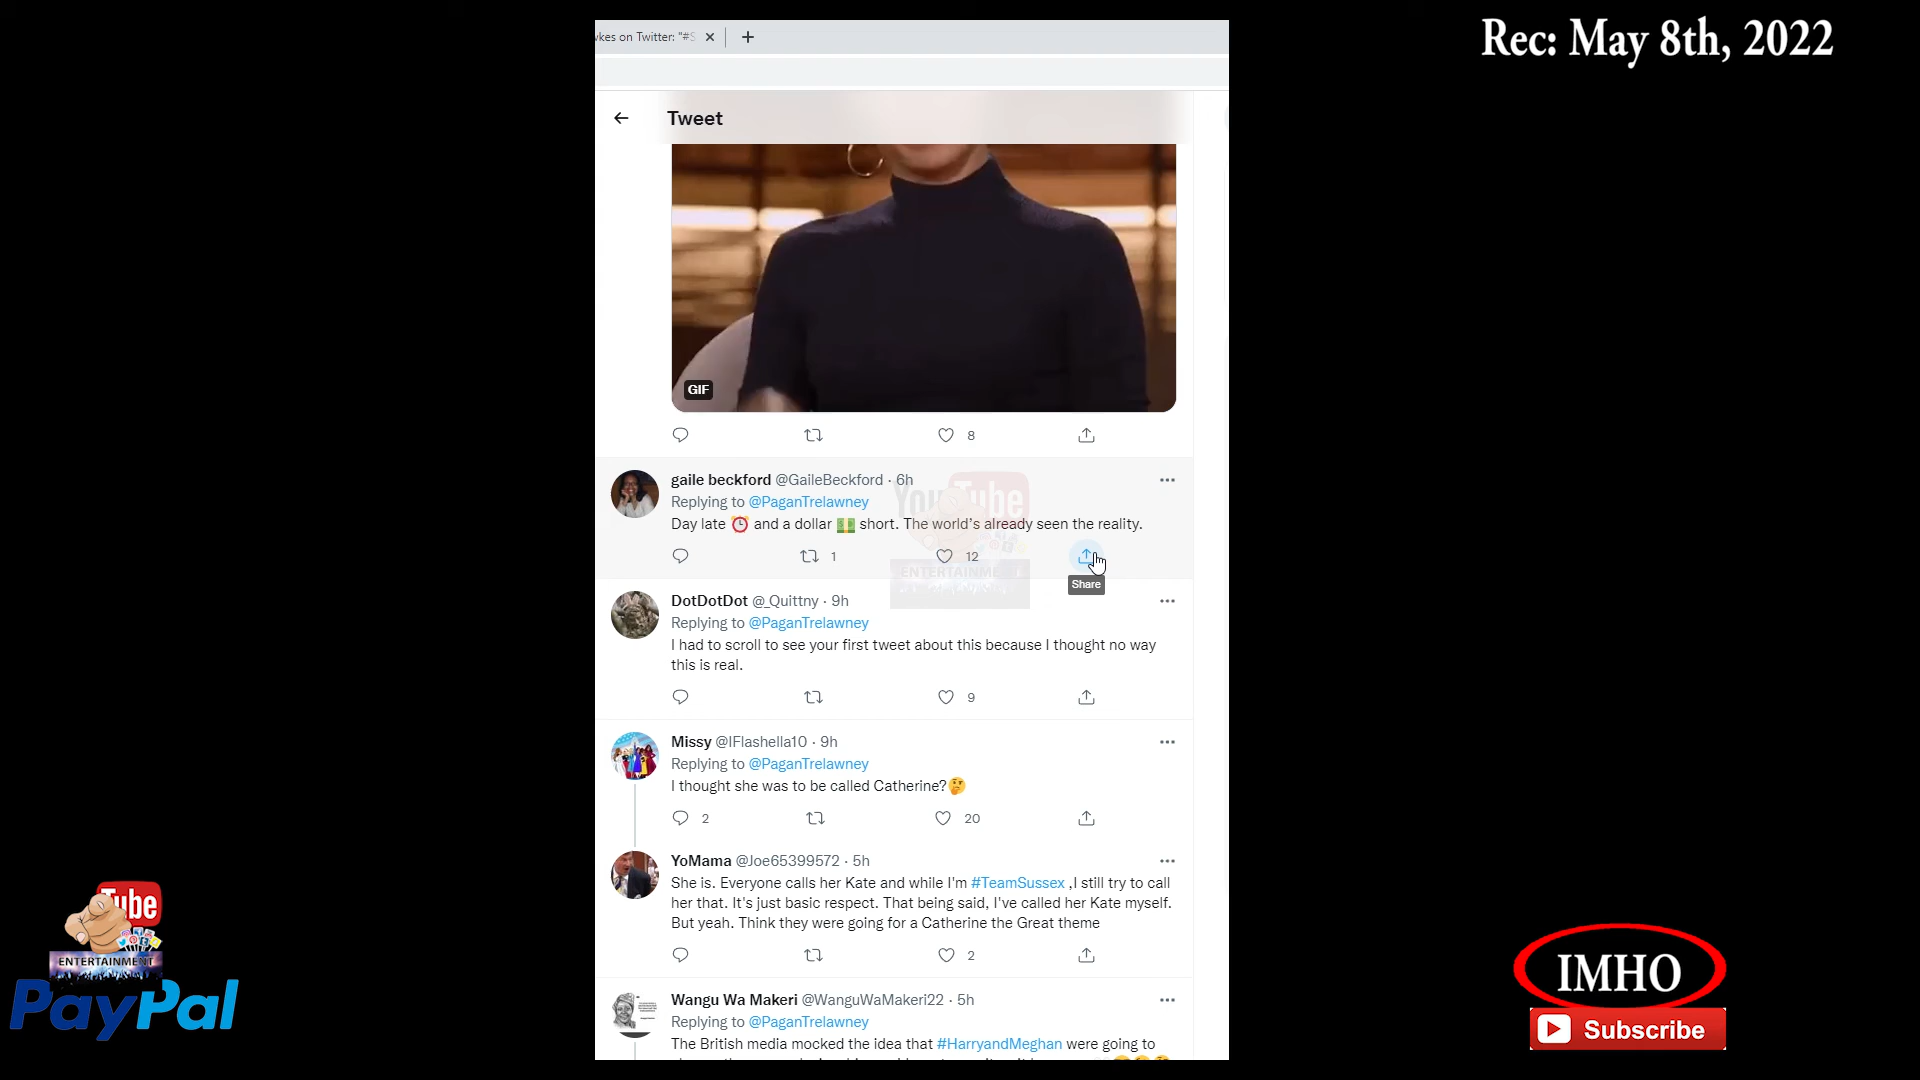 Rec: May 8th, 2022
wkes on Twitter: "#S
Tweet
GIF
8
gaile beckford @GaileBeckford · 6h
Replying to @PaganTrelawney
Day late ⏰ and a dollar 💵 short. The world's already seen the reality.
1 12
Share
YouTube
ENTERTAINMENT
DotDotDot @_Quittny · 9h
Replying to @PaganTrelawney
I had to scroll to see your first tweet about this because I thought no way
this is real.
9
Missy @IFlashella10 · 9h
Replying to @PaganTrelawney
I thought she was to be called Catherine?🤔
2 20
YoMama @Joe65399572 · 5h
She is. Everyone calls her Kate and while I'm #TeamSussex ,I still try to call
her that. It's just basic respect. That being said, I've called her Kate myself.
But yeah. Think they were going for a Catherine the Great theme
2
Wangu Wa Makeri @WanguWaMakeri22 · 5h
Replying to @PaganTrelawney
The British media mocked the idea that #HarryandMeghan were going to
Tube
ENTERTAINMENT
PayPal
IMHO
Subscribe